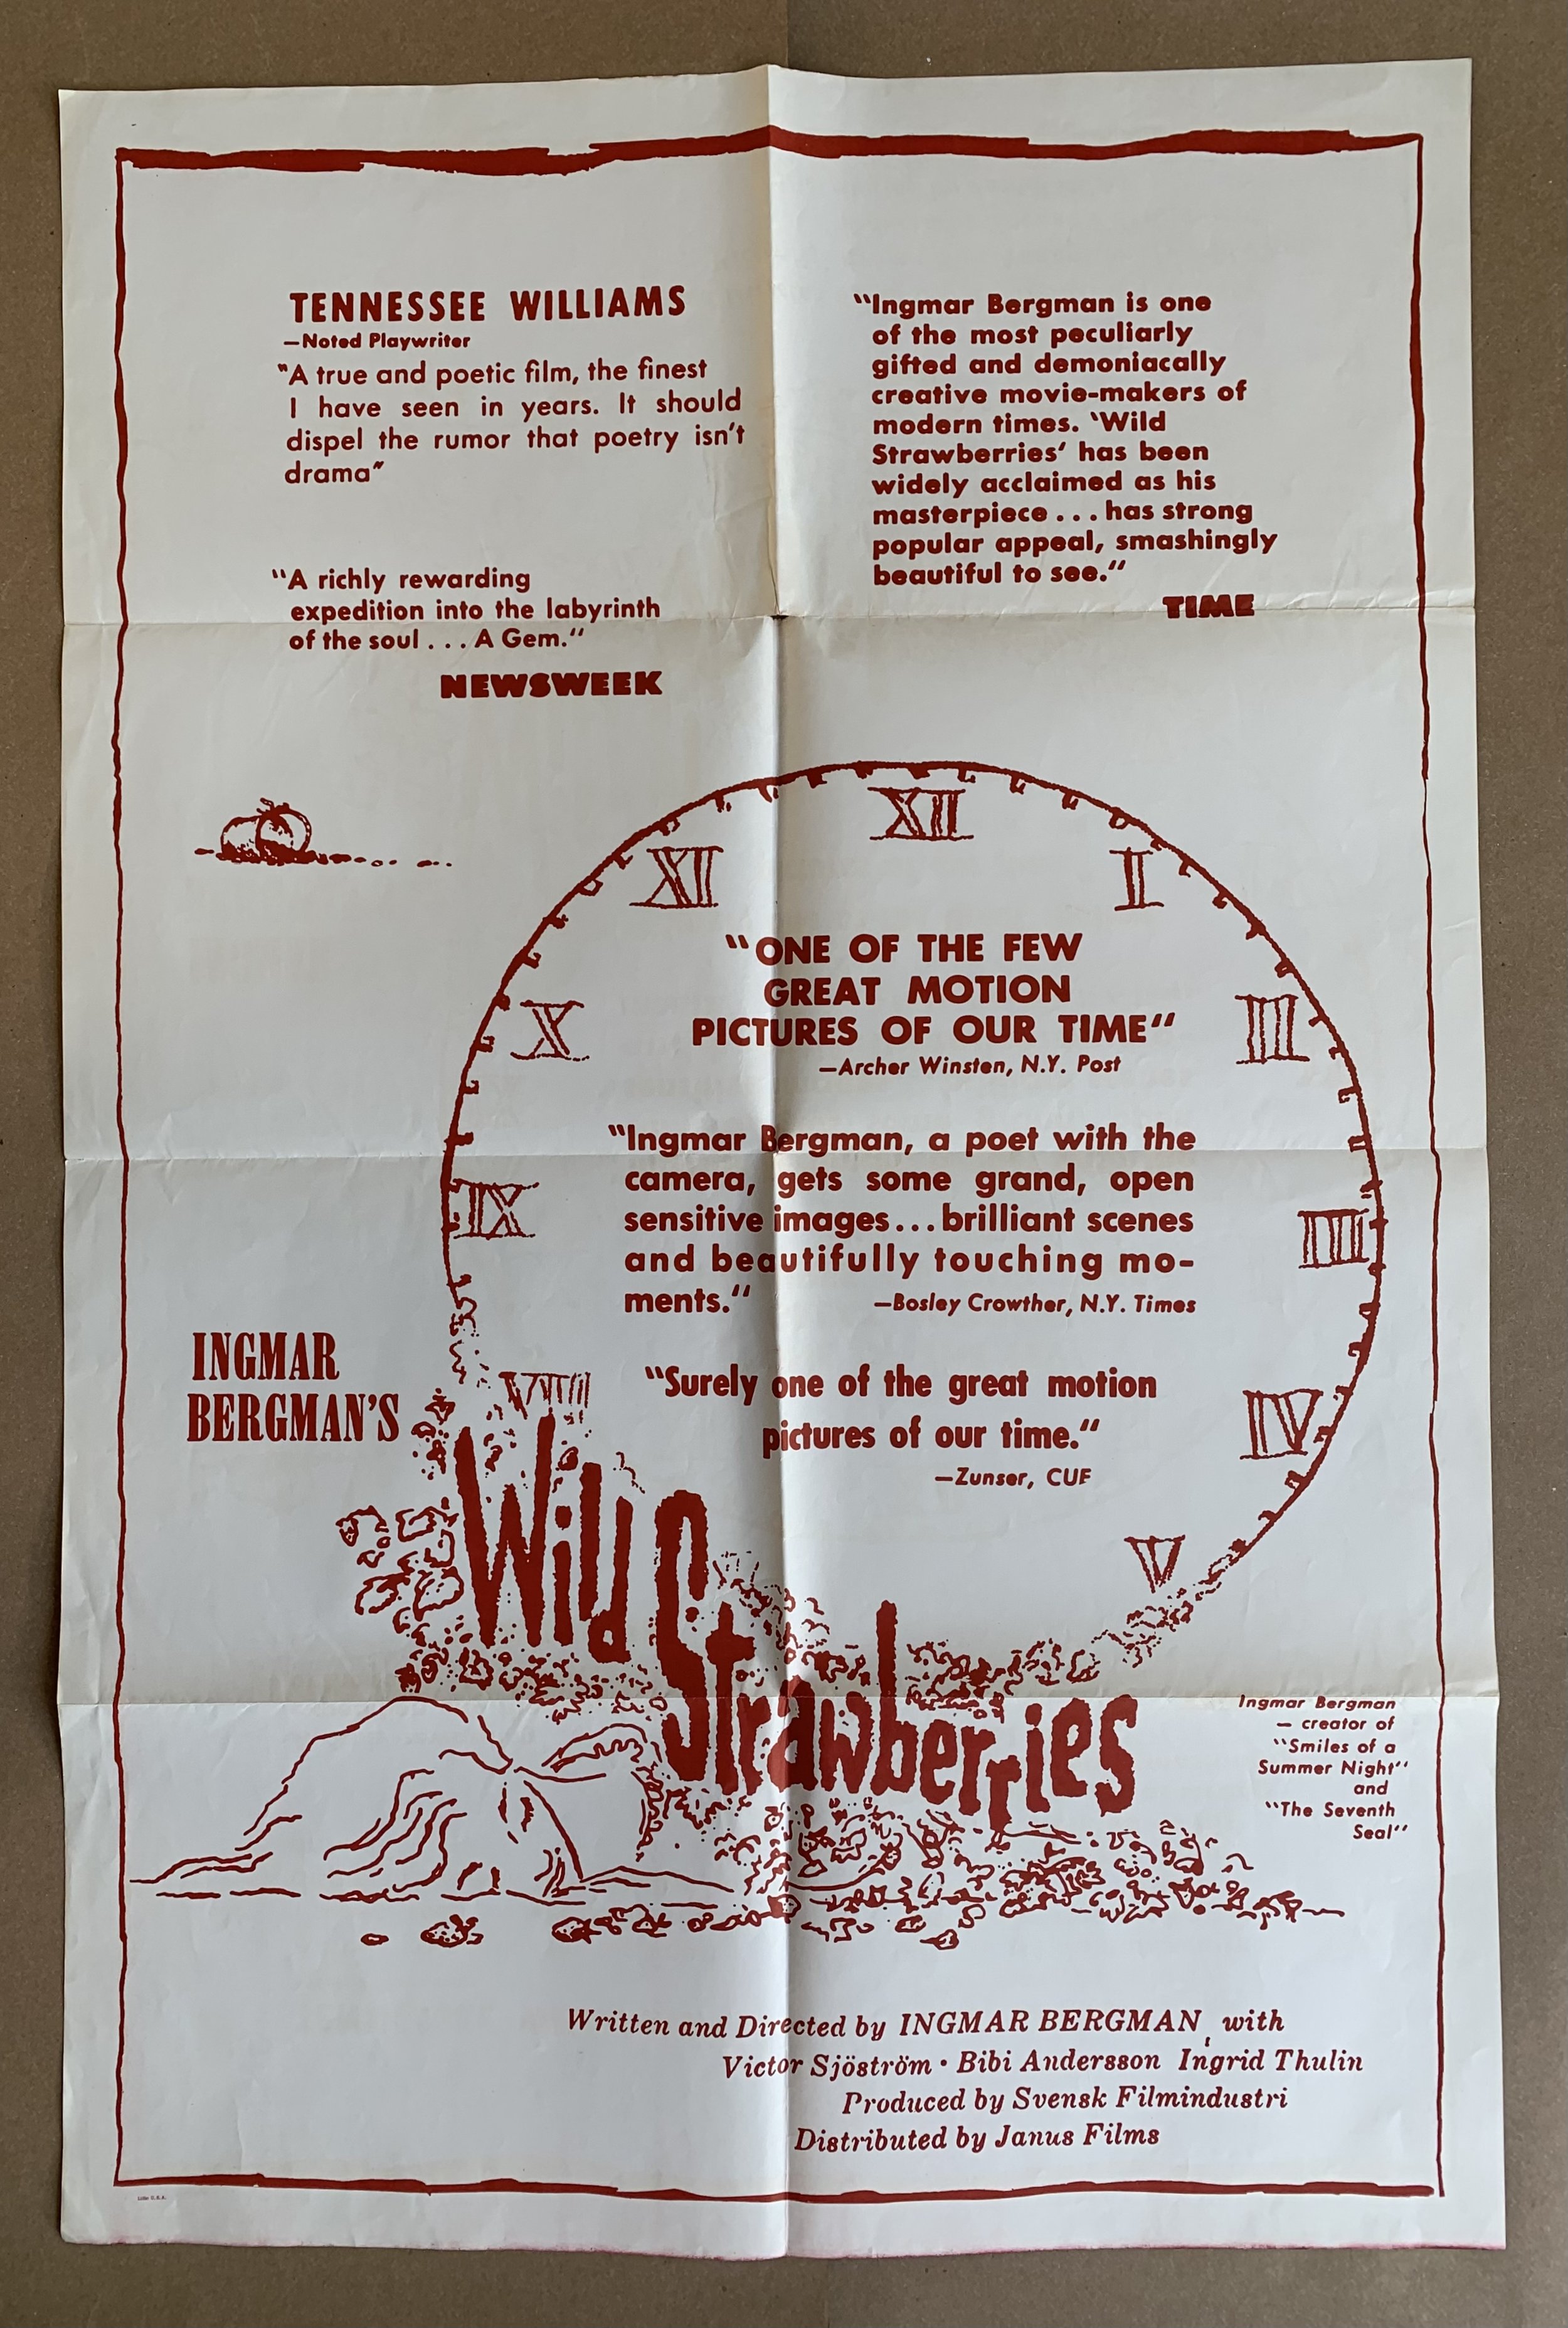 TENNESSEE WILLIAMS
—Noted Playwriter
"A true and poetic film, the finest
I have seen in years. It should
dispel the rumor that poetry isn't
drama"
"A richly rewarding
expedition into the labyrinth
of the soul . . . A Gem."
NEWSWEEK
"Ingmar Bergman is one
of the most peculiarly
gifted and demoniacally
creative movie-makers of
modern times. 'Wild
Strawberries' has been
widely acclaimed as his
masterpiece . . . has strong
popular appeal, smashingly
beautiful to see."
TIME
XII
XI
I
X
II
IX
III
VIII
IV
V
"ONE OF THE FEW
GREAT MOTION
PICTURES OF OUR TIME"
—Archer Winsten, N.Y. Post
"Ingmar Bergman, a poet with the
camera, gets some grand, open
sensitive images...brilliant scenes
and beautifully touching mo-
ments."
—Bosley Crowther, N.Y. Times
"Surely one of the great motion
pictures of our time."
—Zunser, CUE
INGMAR
BERGMAN'S
Wild
Strawberries
Ingmar Bergman
— creator of
"Smiles of a
Summer Night"
and
"The Seventh
Seal"
Written and Directed by INGMAR BERGMAN, with
Victor Sjöström • Bibi Andersson Ingrid Thulin
Produced by Svensk Filmindustri
Distributed by Janus Films
Litho U.S.A.